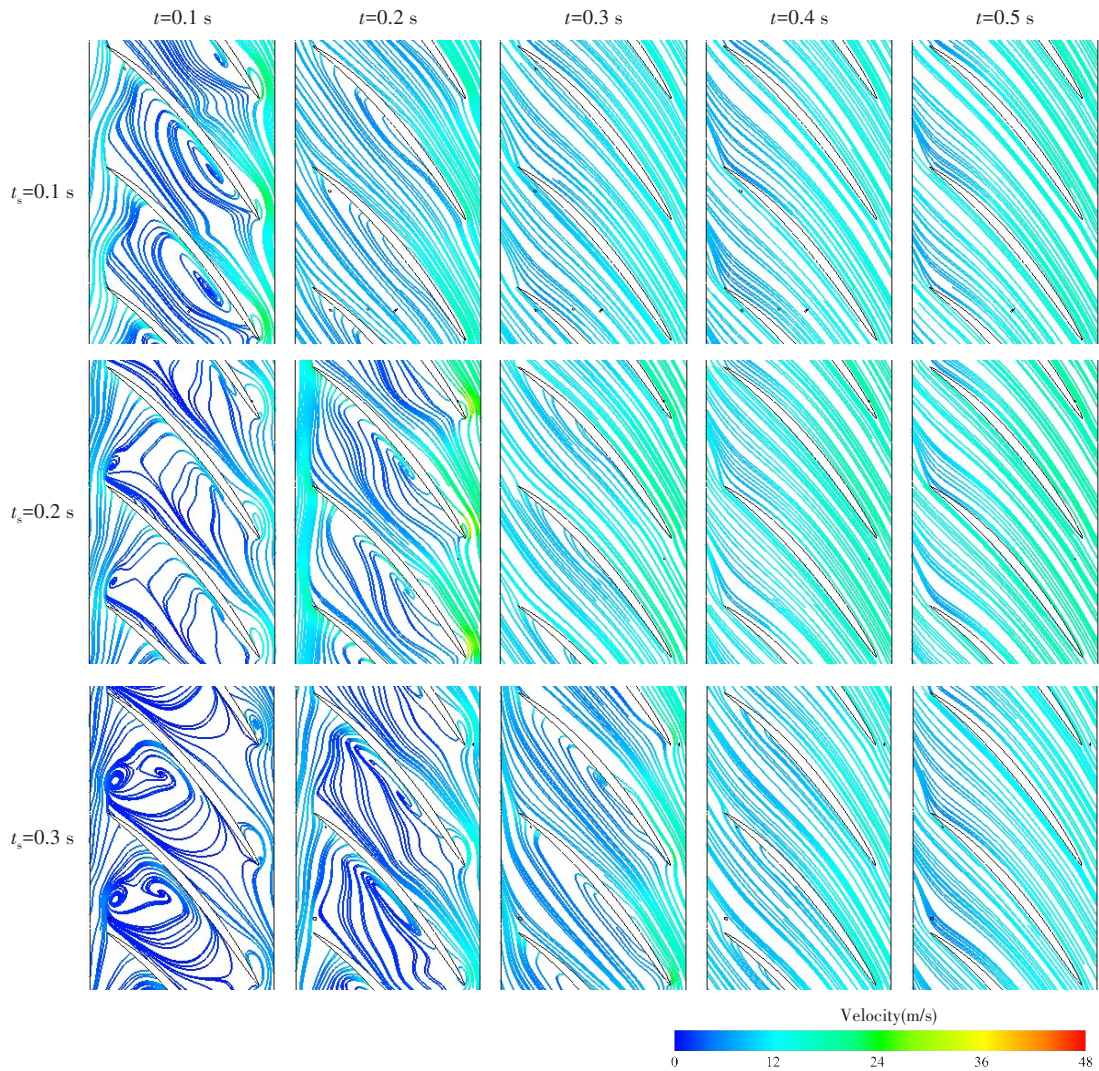 t=0.1 s t=0.2 s t=0.3 s t=0.4 s t=0.5 s
ts=0.1 s
ts=0.2 s
ts=0.3 s
Velocity(m/s)
0 12 24 36 48